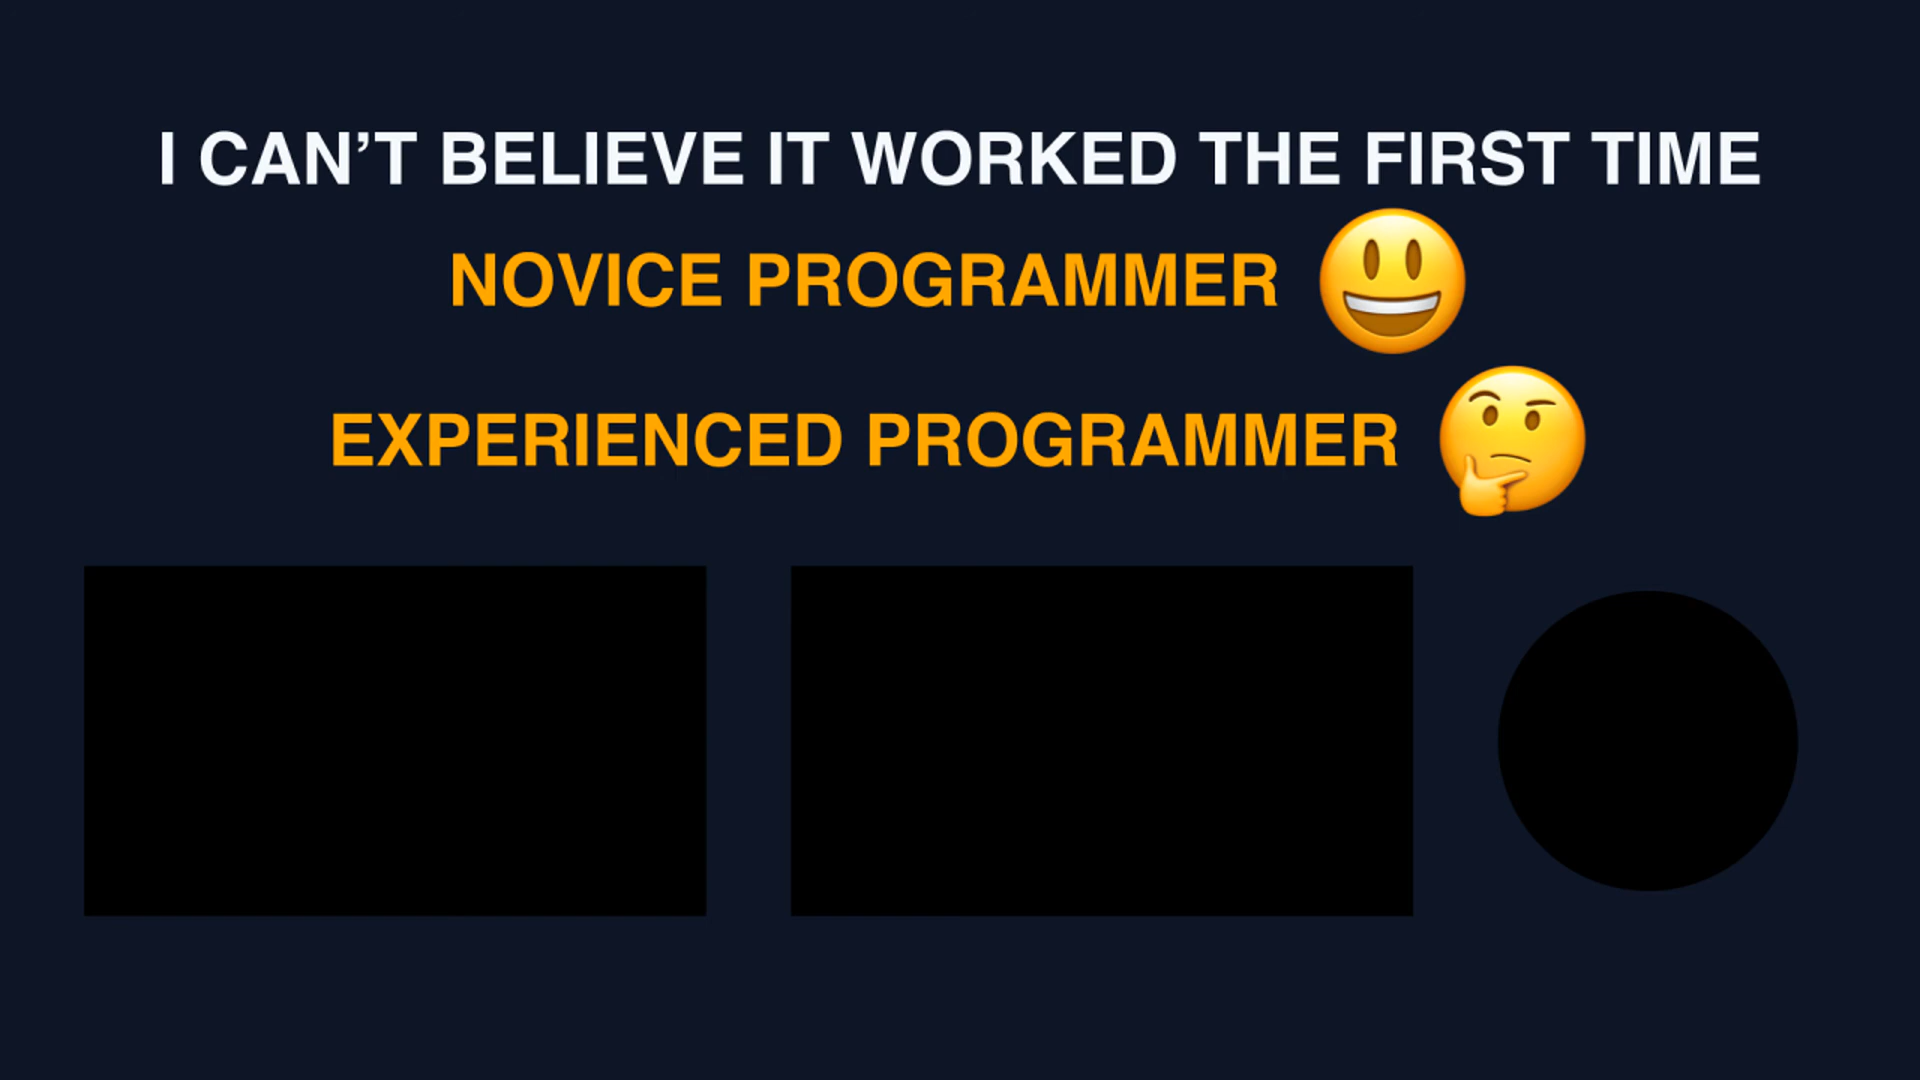 I CAN’T BELIEVE IT WORKED THE FIRST TIME
NOVICE PROGRAMMER 😃
EXPERIENCED PROGRAMMER 🤔